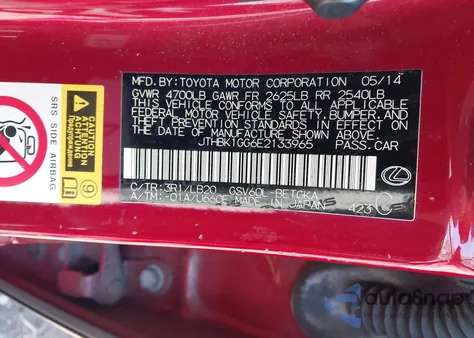 MFD.BY:TOYOTA MOTOR CORPORATION 05/14
GVWR 4700LB GAWR FR 2625LB RR 2540LB
THIS VEHICLE CONFORMS TO ALL APPLICABLE
FEDERAL MOTOR VEHICLE SAFETY, BUMPER, AND
THEFT PREVENTION STANDARDS IN EFFECT ON
THE DATE OF MANUFACTURE SHOWN ABOVE.
JTHBK1GG6E2133965 PASS.CAR
C/TR:3R1/LB20 GSV60L-BETGKA
A/TM:-01A/U660E MADE IN JAPAN
423
SRS SIDE AIRBAG
ACHTUNG
AutoSnap